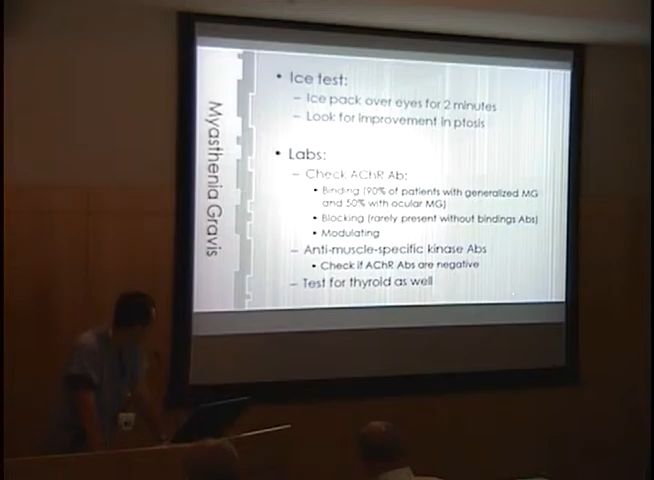 Myasthenia Gravis
• Ice test:
– Ice pack over eyes for 2 minutes
– Look for improvement in ptosis
• Labs:
– Check AChR Ab:
• Binding (90% of patients with generalized MG
and 50% with ocular MG)
• Blocking (rarely present without bindings Abs)
• Modulating
– Anti-muscle-specific kinase Abs
• Check if AChR Abs are negative
– Test for thyroid as well